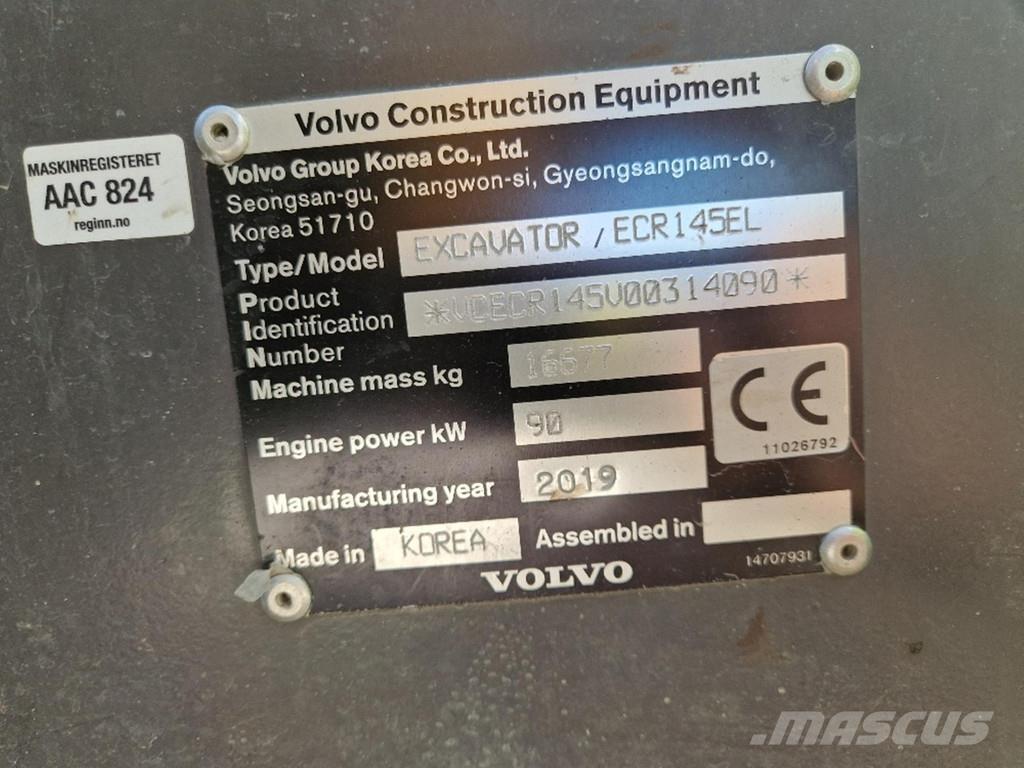 MASKINREGISTERET
AAC 824
reginn.no
Volvo Construction Equipment
Volvo Group Korea Co., Ltd.
Seongsan-gu, Changwon-si, Gyeongsangnam-do,
Korea 51710
Type/Model EXCAVATOR / ECR145EL
Product
Identification *VCECR145V00314090*
Number
Machine mass kg 16677
Engine power kW 90
Manufacturing year 2019
Made in KOREA Assembled in
CE
11026792
VOLVO
14707931
MASCUS